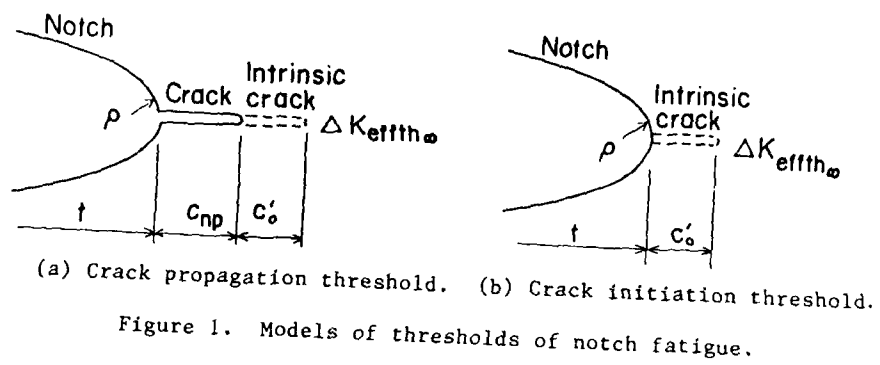 Notch
Crack
Intrinsic
crack
ρ
ΔKeffth∞
t
cnp
c′o
(a) Crack propagation threshold.
Notch
Intrinsic
crack
ρ
ΔKeffth∞
t
c′o
(b) Crack initiation threshold.
Figure 1. Models of thresholds of notch fatigue.